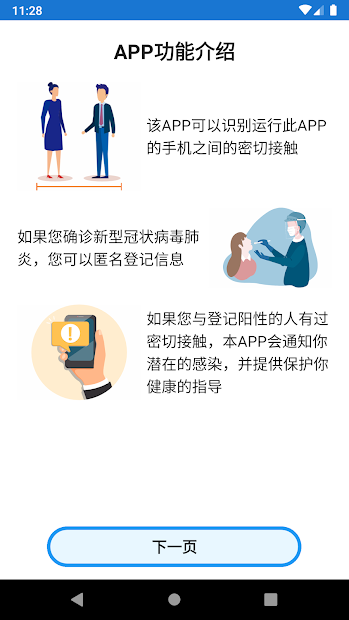 11:28
APP功能介绍
该APP可以识别运行此APP
的手机之间的密切接触
如果您确诊新型冠状病毒肺
炎，您可以匿名登记信息
如果您与登记阳性的人有过
密切接触，本APP会通知你
潜在的感染，并提供保护你
健康的指导
下一页